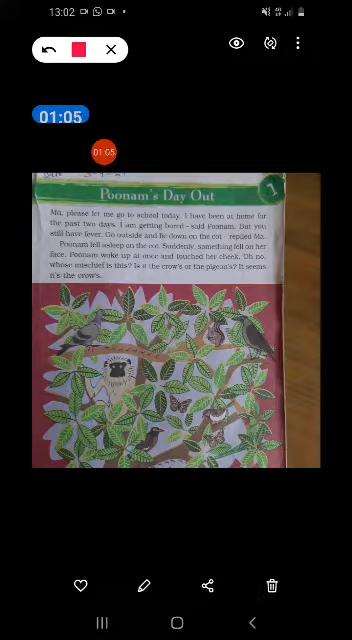 13:02
01:05
01:05
Poonam's Day Out
1
Ma, please let me go to school today. I have been at home for
the past two days. I am getting bored - said Poonam. But you
still have fever. Go outside and lie down on the cot - replied Ma.
Poonam fell asleep on the cot. Suddenly, something fell on her
face. Poonam woke up at once and touched her cheek. Oh no,
whose mischief is this? Is it the crow's or the pigeon's? It seems
it's the crow's.